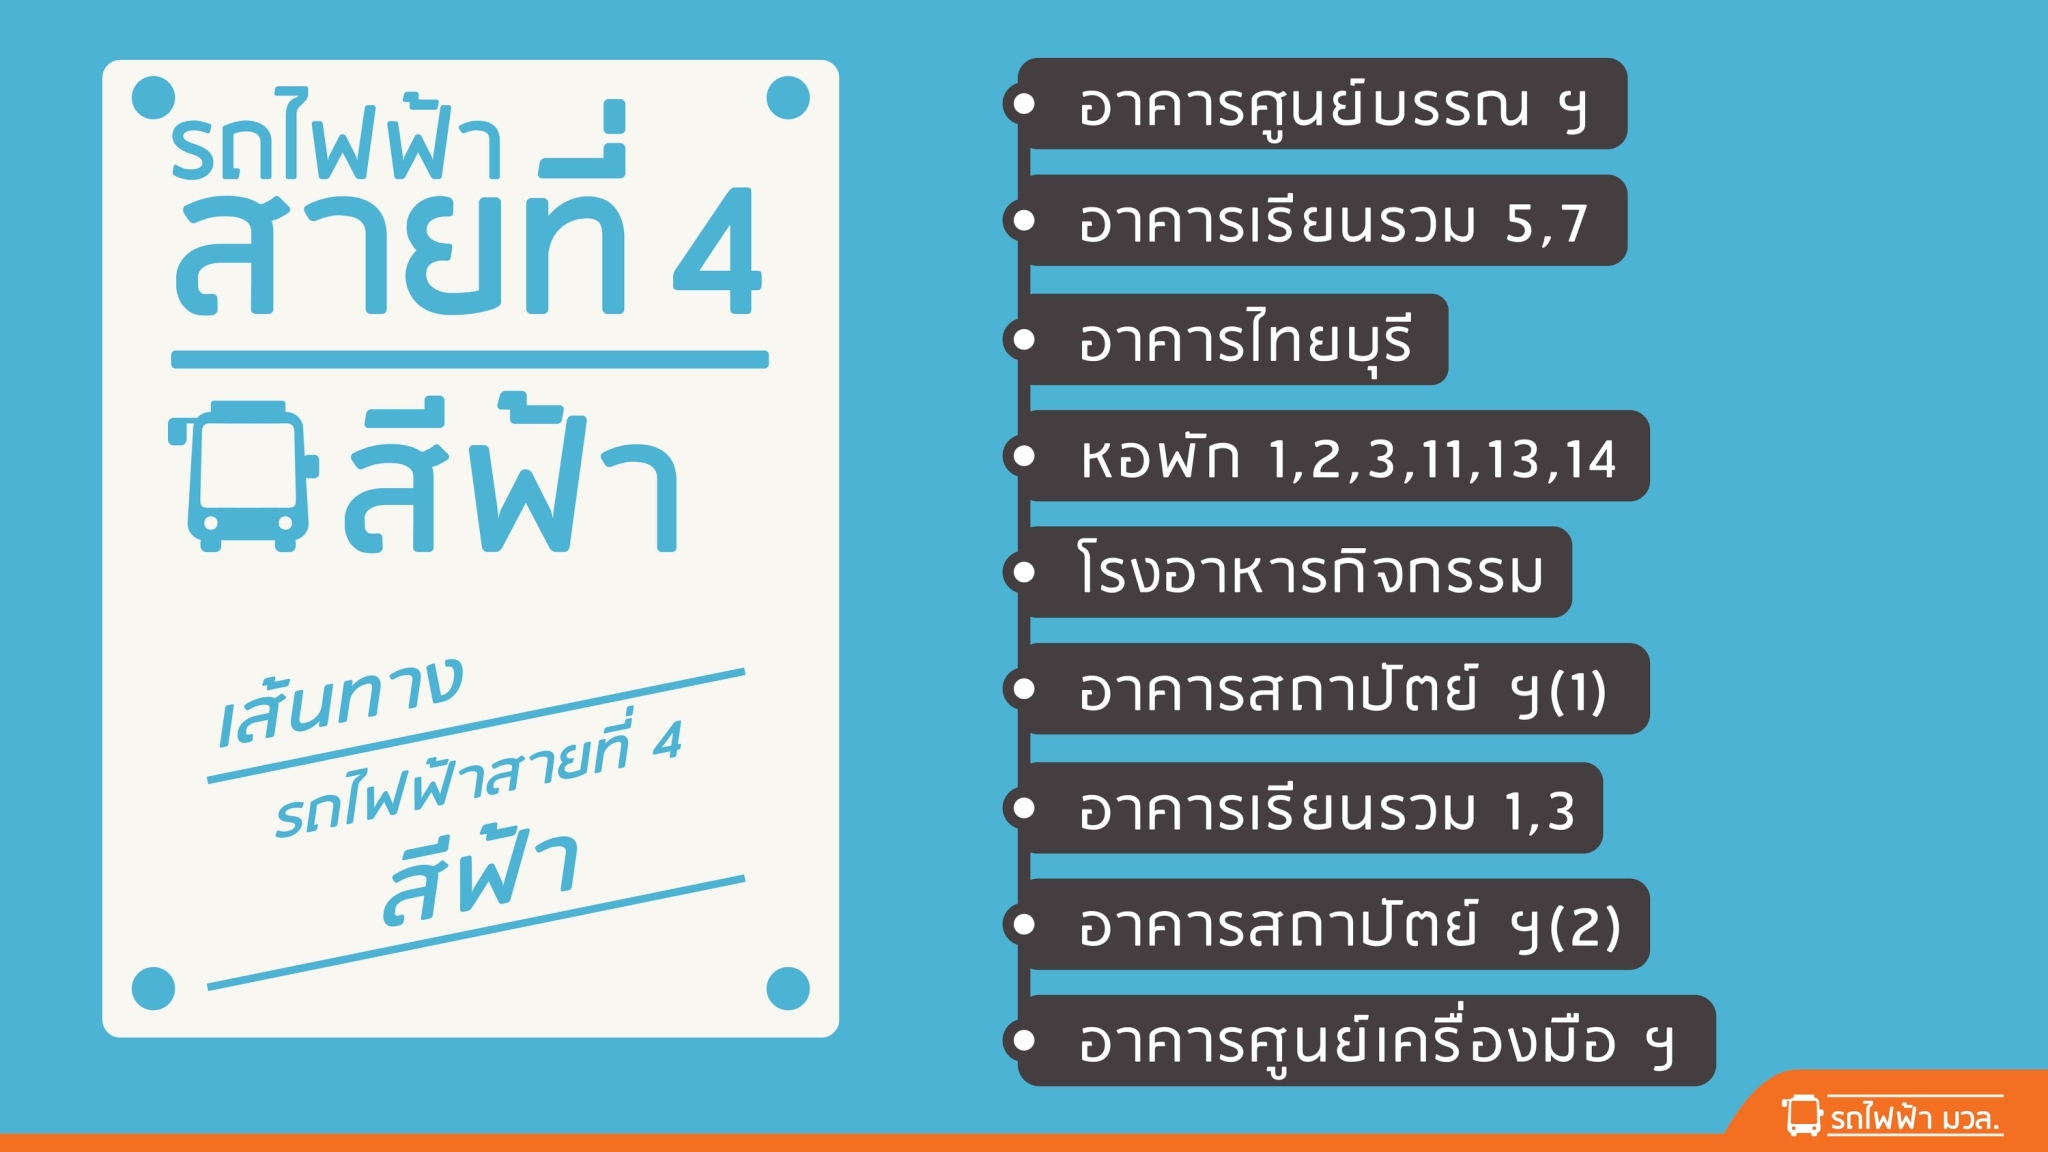 รถไฟฟ้า
สายที่ 4
สีฟ้า
เส้นทาง
รถไฟฟ้าสายที่ 4
สีฟ้า
อาคารศูนย์บรรณ ฯ
อาคารเรียนรวม 5,7
อาคารไทยบุรี
หอพัก 1,2,3,11,13,14
โรงอาหารกิจกรรม
อาคารสถาปัตย์ ฯ(1)
อาคารเรียนรวม 1,3
อาคารสถาปัตย์ ฯ(2)
อาคารศูนย์เครื่องมือ ฯ
รถไฟฟ้า มวล.